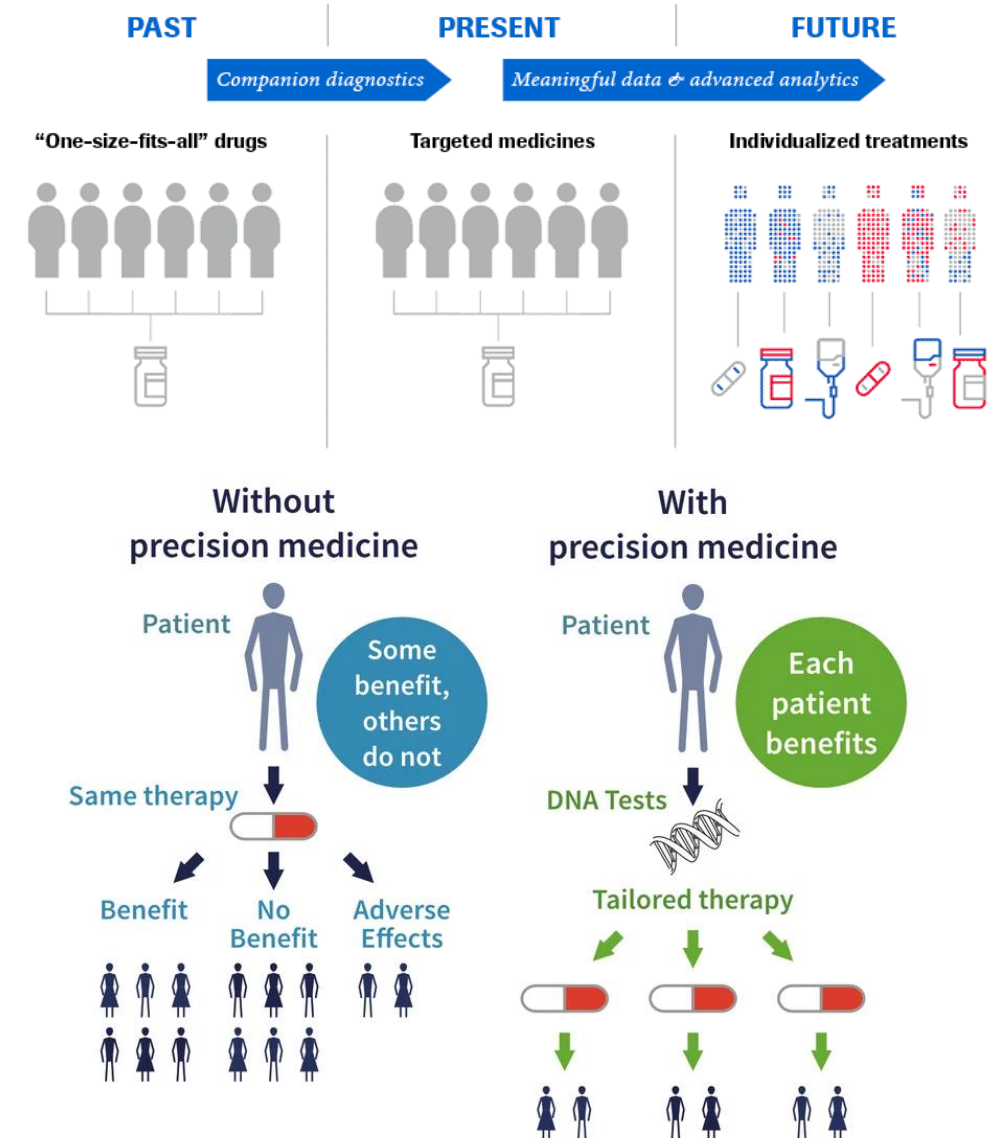 PAST
PRESENT
FUTURE
Companion diagnostics
Meaningful data & advanced analytics
“One-size-fits-all” drugs
Targeted medicines
Individualized treatments
Without
precision medicine
Patient
Some
benefit,
others
do not
Same therapy
Benefit
No
Benefit
Adverse
Effects
With
precision medicine
Patient
Each
patient
benefits
DNA Tests
Tailored therapy